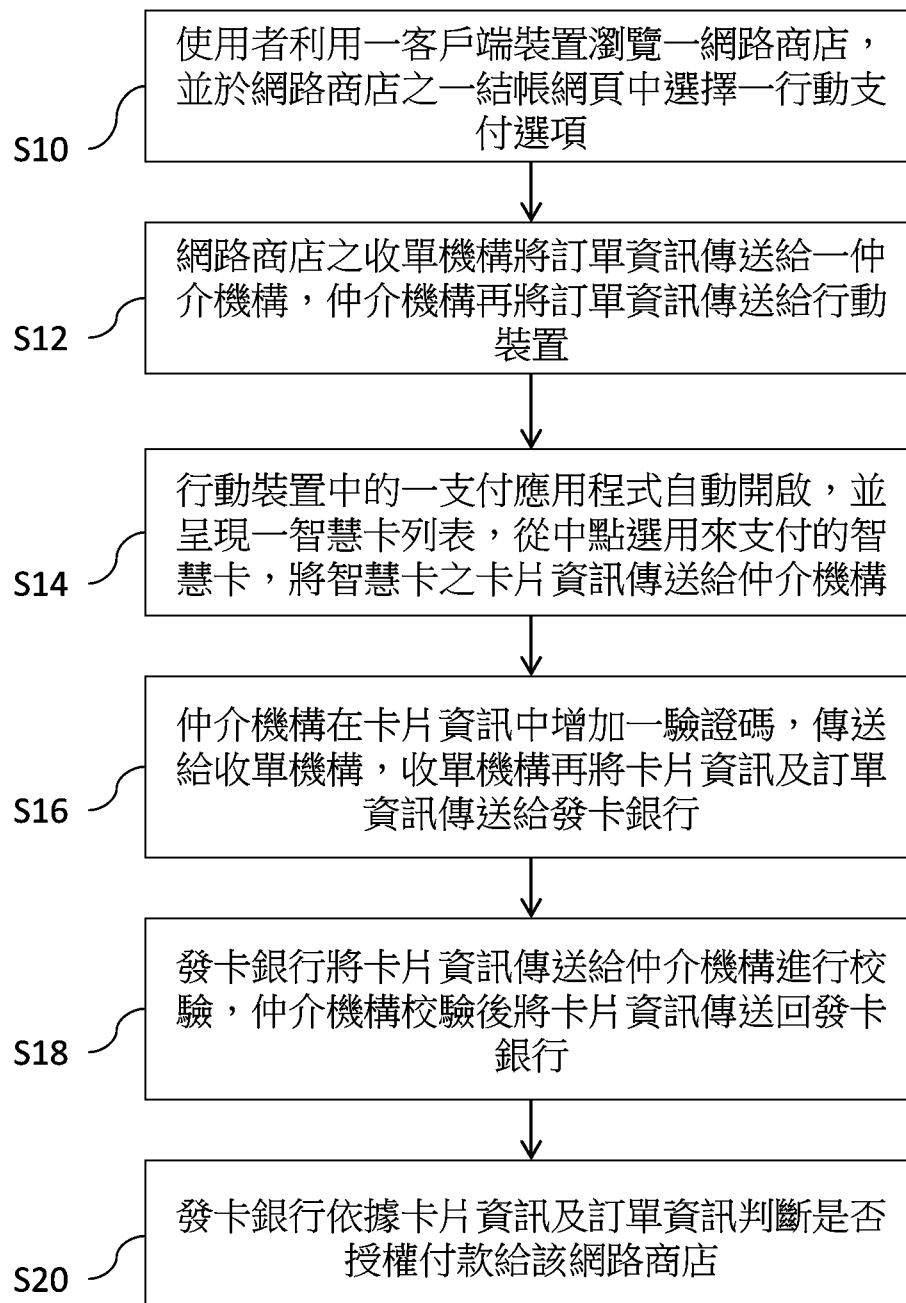 使用者利用一客戶端裝置瀏覽一網路商店，
並於網路商店之一結帳網頁中選擇一行動支
付選項
S10
網路商店之收單機構將訂單資訊傳送給一仲
介機構，仲介機構再將訂單資訊傳送給行動
裝置
S12
行動裝置中的一支付應用程式自動開啟，並
呈現一智慧卡列表，從中點選用來支付的智
慧卡，將智慧卡之卡片資訊傳送給仲介機構
S14
仲介機構在卡片資訊中增加一驗證碼，傳送
給收單機構，收單機構再將卡片資訊及訂單
資訊傳送給發卡銀行
S16
發卡銀行將卡片資訊傳送給仲介機構進行校
驗，仲介機構校驗後將卡片資訊傳送回發卡
銀行
S18
發卡銀行依據卡片資訊及訂單資訊判斷是否
授權付款給該網路商店
S20